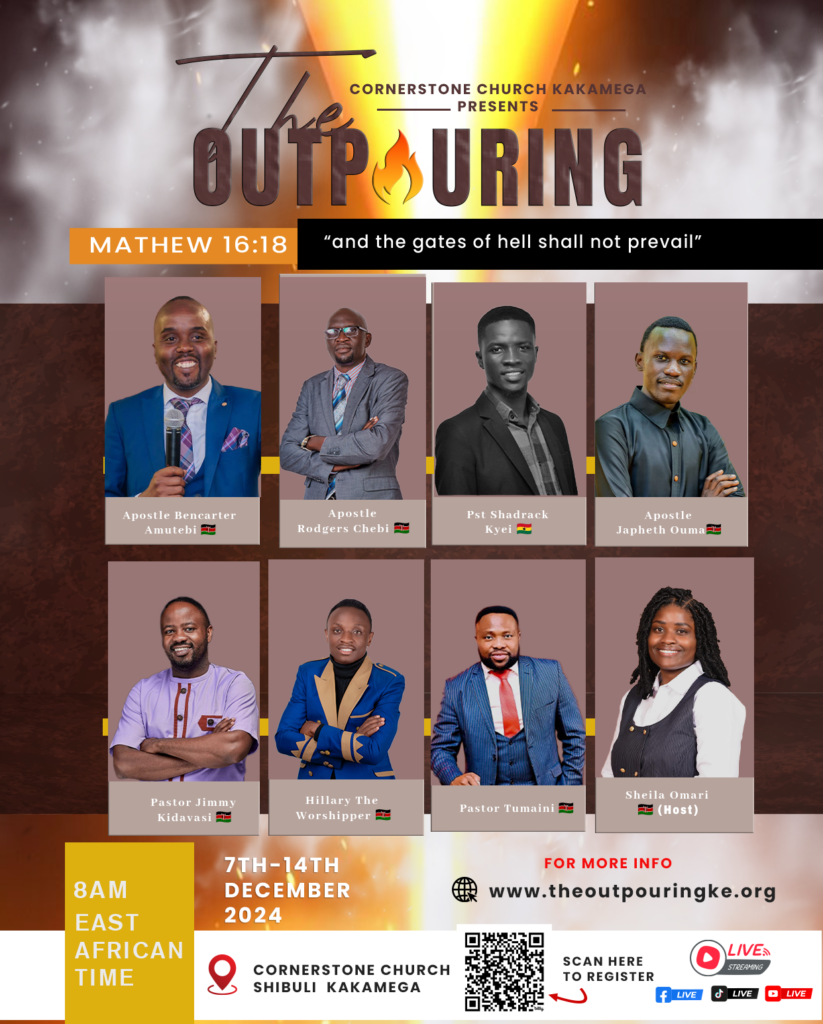 The
CORNERSTONE CHURCH KAKAMEGA
PRESENTS
OUTPOURING
MATHEW 16:18
“and the gates of hell shall not prevail”
Apostle Bencarter
Amutebi
Apostle
Rodgers Chebi
Pst Shadrack
Kyei
Apostle
Japheth Ouma
Pastor Jimmy
Kidavasi
Hillary The
Worshipper
Pastor Tumaini
Sheila Omari
(Host)
8AM
EAST
AFRICAN
TIME
7TH-14TH
DECEMBER
2024
FOR MORE INFO
www.theoutpouringke.org
CORNERSTONE CHURCH
SHIBULI KAKAMEGA
SCAN HERE
TO REGISTER
LIVE
STREAMING
LIVE
LIVE
LIVE